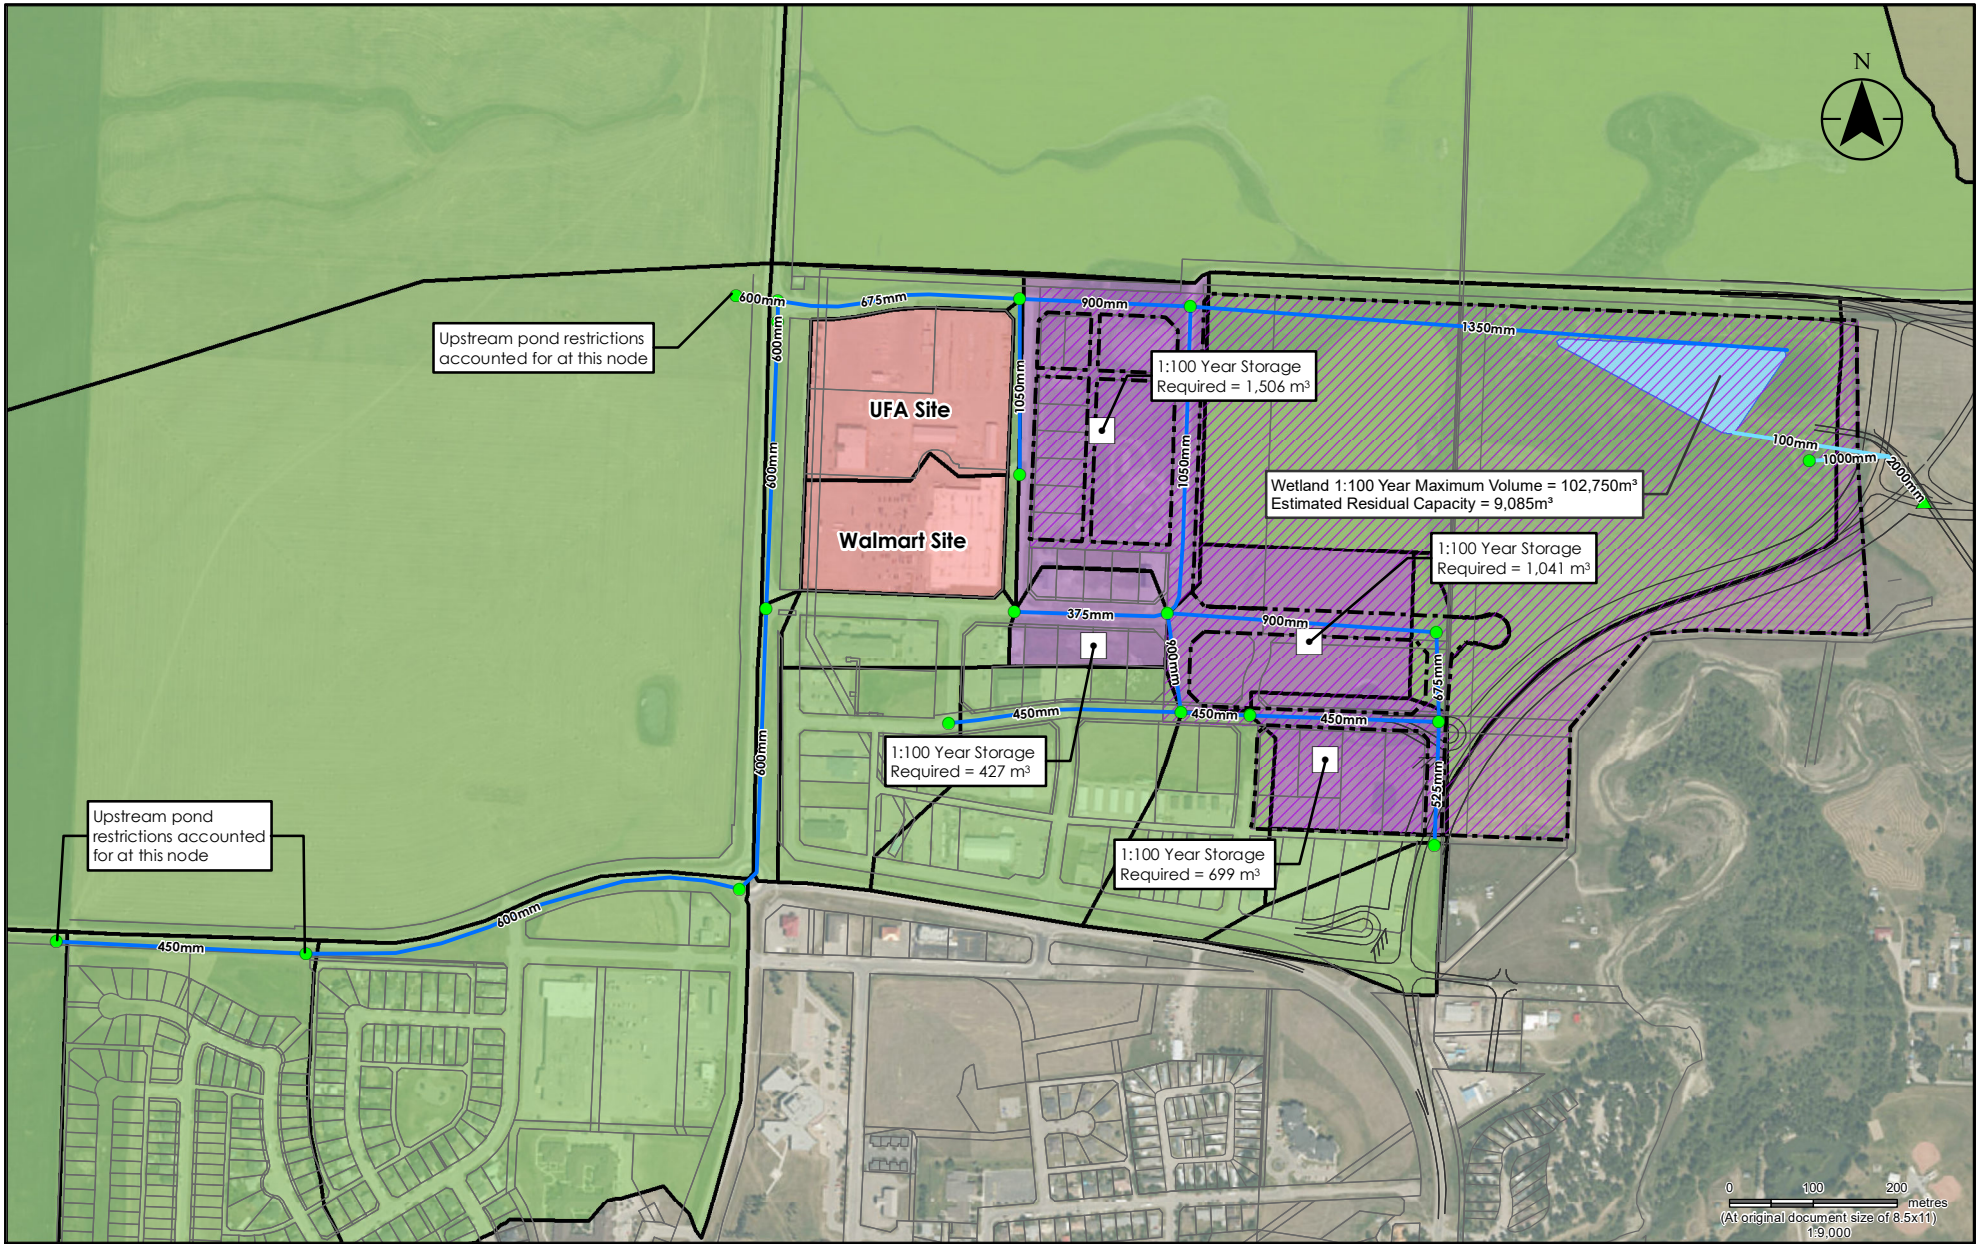 N
600mm
675mm
900mm
1350mm
600mm
Upstream pond restrictions
accounted for at this node
1050mm
1:100 Year Storage
Required = 1,506 m³
UFA Site
600mm
1050mm
100mm
1000mm
2000mm
Wetland 1:100 Year Maximum Volume = 102,750m³
Estimated Residual Capacity = 9,085m³
Walmart Site
1:100 Year Storage
Required = 1,041 m³
375mm
900mm
900mm
675mm
450mm
450mm
450mm
600mm
1:100 Year Storage
Required = 427 m³
525mm
Upstream pond
restrictions accounted
for at this node
1:100 Year Storage
Required = 699 m³
600mm
450mm
0 100 200
metres
(At original document size of 8.5x11)
1:9,000